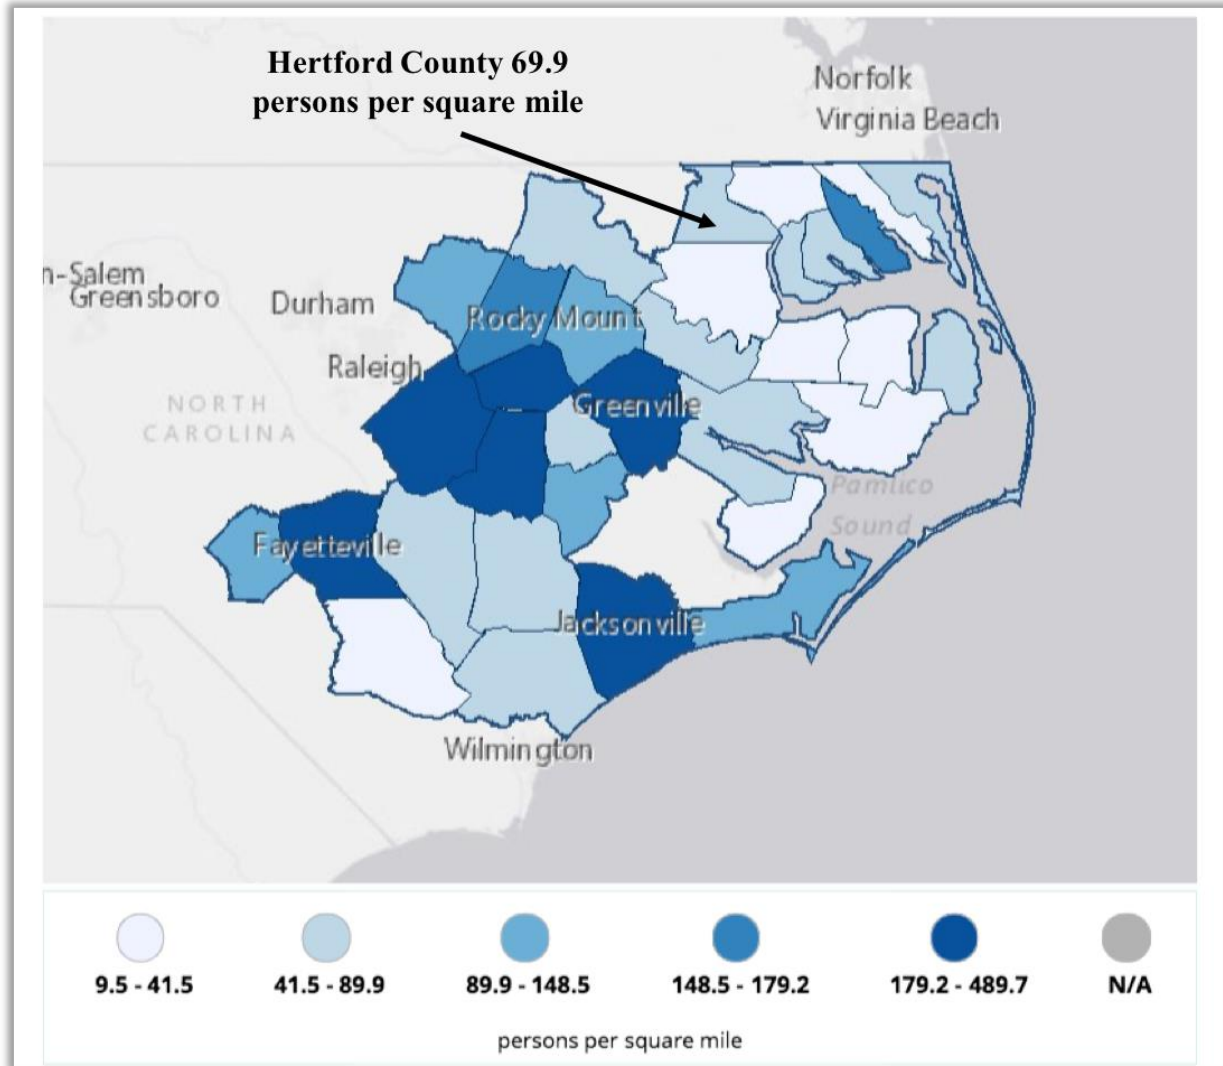 Hertford County 69.9
persons per square mile
Norfolk
Virginia Beach
n-Salem
Greensboro
Durham
Rocky Mount
Raleigh
NORTH
CAROLINA
Greenville
Pamlico
Sound
Fayetteville
Jacksonville
Wilmington
9.5 - 41.5
41.5 - 89.9
89.9 - 148.5
148.5 - 179.2
179.2 - 489.7
N/A
persons per square mile